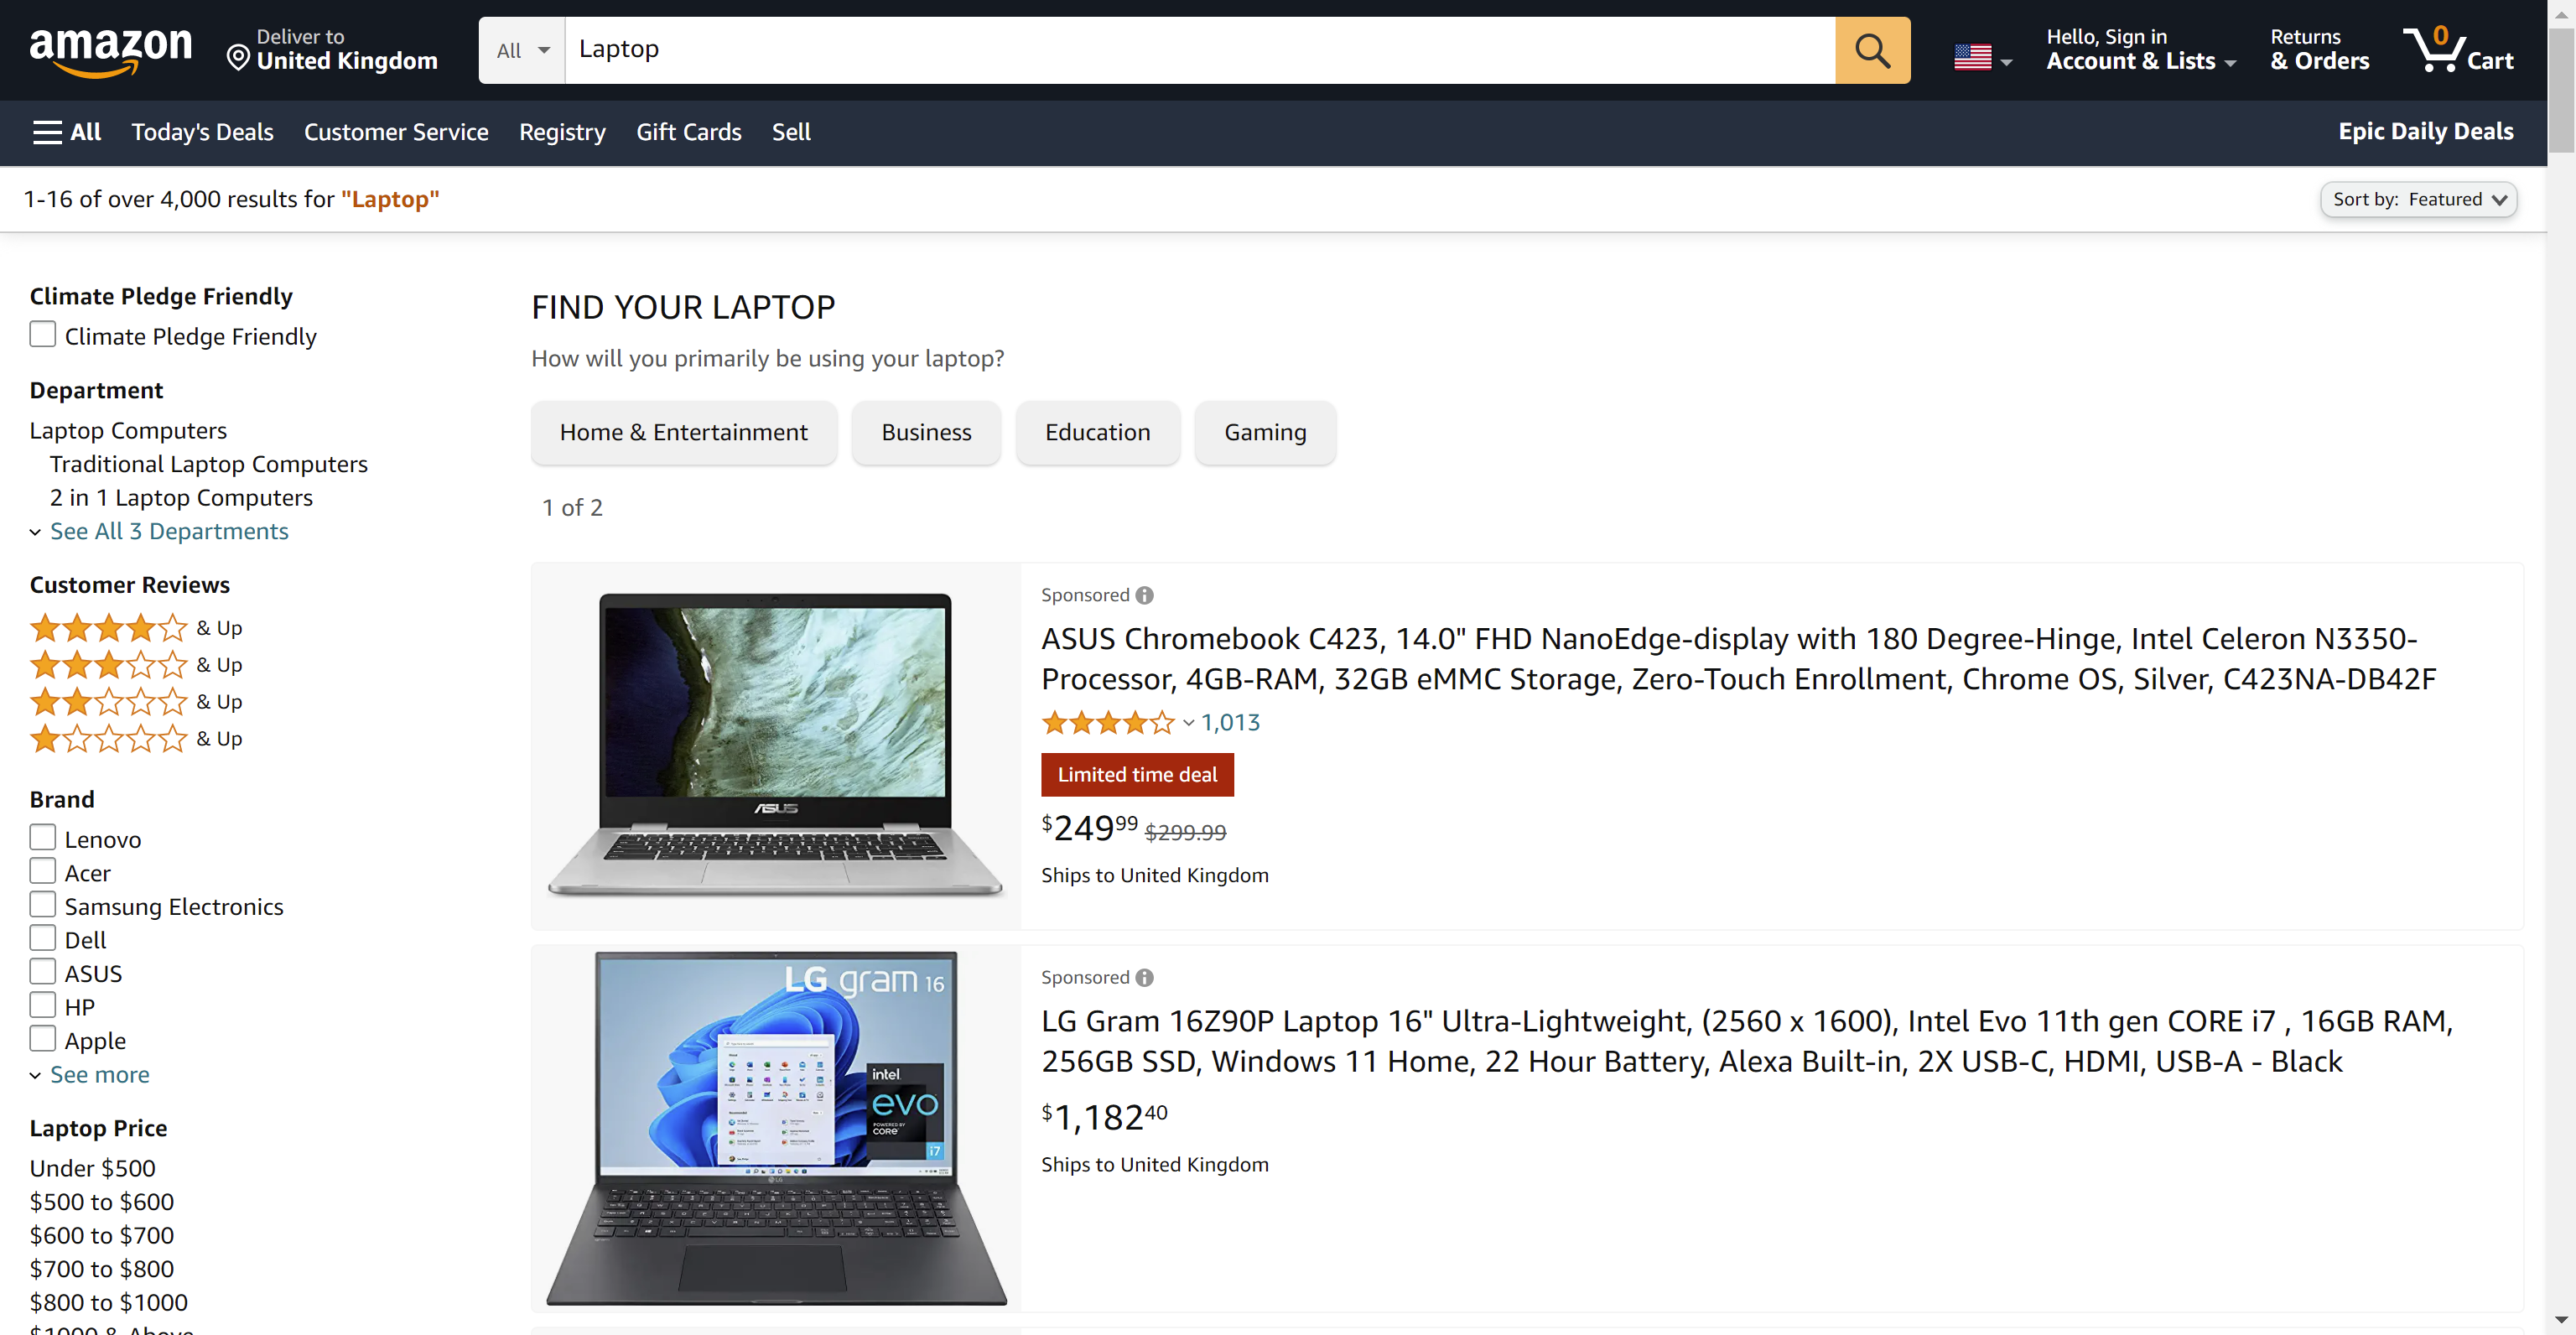 amazon
Deliver to
United Kingdom
All
Laptop
Hello, Sign in
Account & Lists
Returns
& Orders
0
Cart
All
Today's Deals
Customer Service
Registry
Gift Cards
Sell
Epic Daily Deals
1-16 of over 4,000 results for "Laptop"
Sort by: Featured
Climate Pledge Friendly
Climate Pledge Friendly
Department
Laptop Computers
Traditional Laptop Computers
2 in 1 Laptop Computers
See All 3 Departments
Customer Reviews
& Up
& Up
& Up
& Up
Brand
Lenovo
Acer
Samsung Electronics
Dell
ASUS
HP
Apple
See more
Laptop Price
Under $500
$500 to $600
$600 to $700
$700 to $800
$800 to $1000
$1000 & Above
FIND YOUR LAPTOP
How will you primarily be using your laptop?
Home & Entertainment
Business
Education
Gaming
1 of 2
ASUS
Sponsored
ASUS Chromebook C423, 14.0" FHD NanoEdge-display with 180 Degree-Hinge, Intel Celeron N3350-
Processor, 4GB-RAM, 32GB eMMC Storage, Zero-Touch Enrollment, Chrome OS, Silver, C423NA-DB42F
1,013
Limited time deal
$249.99 $299.99
Ships to United Kingdom
LG gram 16
intel
evo
POWERED BY
CORE
i7
LG
Sponsored
LG Gram 16Z90P Laptop 16" Ultra-Lightweight, (2560 x 1600), Intel Evo 11th gen CORE i7 , 16GB RAM,
256GB SSD, Windows 11 Home, 22 Hour Battery, Alexa Built-in, 2X USB-C, HDMI, USB-A - Black
$1,182.40
Ships to United Kingdom